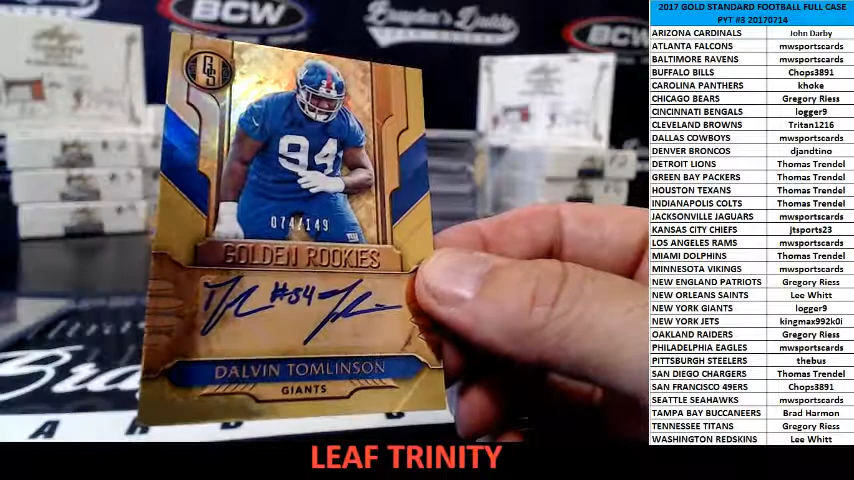 2017 GOLD STANDARD FOOTBALL FULL CASE
PYT #3 20170714
ARIZONA CARDINALS John Darby
ATLANTA FALCONS mwsportscards
BALTIMORE RAVENS mwsportscards
BUFFALO BILLS Chops3891
CAROLINA PANTHERS khoke
CHICAGO BEARS Gregory Riess
CINCINNATI BENGALS logger9
CLEVELAND BROWNS Tritan1216
DALLAS COWBOYS mwsportscards
DENVER BRONCOS djandtino
DETROIT LIONS Thomas Trendel
GREEN BAY PACKERS Thomas Trendel
HOUSTON TEXANS Thomas Trendel
INDIANAPOLIS COLTS Thomas Trendel
JACKSONVILLE JAGUARS mwsportscards
KANSAS CITY CHIEFS jtsports23
LOS ANGELES RAMS mwsportscards
MIAMI DOLPHINS Thomas Trendel
MINNESOTA VIKINGS mwsportscards
NEW ENGLAND PATRIOTS Gregory Riess
NEW ORLEANS SAINTS Lee Whitt
NEW YORK GIANTS logger9
NEW YORK JETS kingmax992k0i
OAKLAND RAIDERS Gregory Riess
PHILADELPHIA EAGLES mwsportscards
PITTSBURGH STEELERS thebus
SAN DIEGO CHARGERS Thomas Trendel
SAN FRANCISCO 49ERS Chops3891
SEATTLE SEAHAWKS mwsportscards
TAMPA BAY BUCCANEERS Brad Harmon
TENNESSEE TITANS Gregory Riess
WASHINGTON REDSKINS Lee Whitt
BCW
BCW
GS
94
074/149
GOLDEN ROOKIES
#94
DALVIN TOMLINSON
GIANTS
LEAF TRINITY